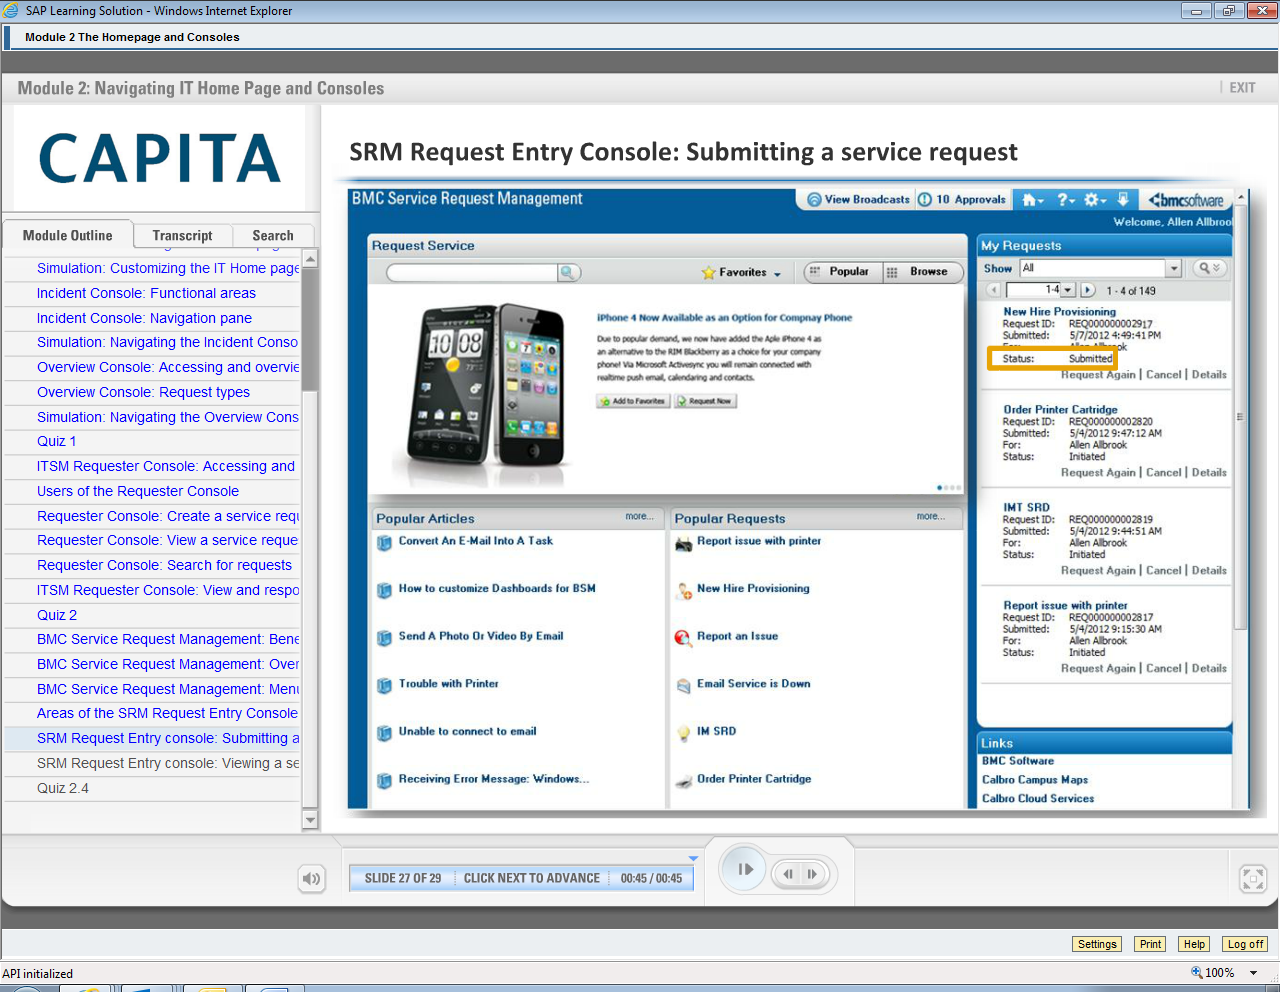 SAP Learning Solution - Windows Internet Explorer
Module 2 The Homepage and Consoles
Module 2: Navigating IT Home Page and Consoles
EXIT
CAPITA
Module Outline
Transcript
Search
Simulation: Customizing the IT Home page
Incident Console: Functional areas
Incident Console: Navigation pane
Simulation: Navigating the Incident Conso
Overview Console: Accessing and overvie
Overview Console: Request types
Simulation: Navigating the Overview Cons
Quiz 1
ITSM Requester Console: Accessing and
Users of the Requester Console
Requester Console: Create a service requ
Requester Console: View a service reque
Requester Console: Search for requests
ITSM Requester Console: View and respo
Quiz 2
BMC Service Request Management: Bene
BMC Service Request Management: Over
BMC Service Request Management: Menu
Areas of the SRM Request Entry Console
SRM Request Entry console: Submitting a
SRM Request Entry console: Viewing a se
Quiz 2.4
SRM Request Entry Console: Submitting a service request
BMC Service Request Management
View Broadcasts
10 Approvals
bmcsoftware
Welcome, Allen Allbroo
Request Service
Favorites
Popular
Browse
iPhone 4 Now Available as an Option for Compnay Phone
Due to popular demand, we now have added the Aple iPhone 4 as
an alternative to the RIM Blackberry as a choice for your company
phone! Via Microsoft Activesync you will remain connected with
realtime push email, calendaring and contacts.
Add to Favorites
Request Now
Popular Articles
more...
Convert An E-Mail Into A Task
How to customize Dashboards for BSM
Send A Photo Or Video By Email
Trouble with Printer
Unable to connect to email
Receiving Error Message: Windows...
Popular Requests
more...
Report issue with printer
New Hire Provisioning
Report an Issue
Email Service is Down
IM SRD
Order Printer Cartridge
My Requests
Show All
1-4
1 - 4 of 149
New Hire Provisioning
Request ID: REQ000000002917
Submitted: 5/7/2012 4:49:41 PM
For: Allen Allbrook
Status: Submitted
Request Again | Cancel | Details
Order Printer Cartridge
Request ID: REQ000000002820
Submitted: 5/4/2012 9:47:12 AM
For: Allen Allbrook
Status: Initiated
Request Again | Cancel | Details
IMT SRD
Request ID: REQ000000002819
Submitted: 5/4/2012 9:44:51 AM
For: Allen Allbrook
Status: Initiated
Request Again | Cancel | Details
Report issue with printer
Request ID: REQ000000002817
Submitted: 5/4/2012 9:15:30 AM
For: Allen Allbrook
Status: Initiated
Request Again | Cancel | Details
Links
BMC Software
Calbro Campus Maps
Calbro Cloud Services
SLIDE 27 OF 29
CLICK NEXT TO ADVANCE
00:45 / 00:45
Settings
Print
Help
Log off
API initialized
100%